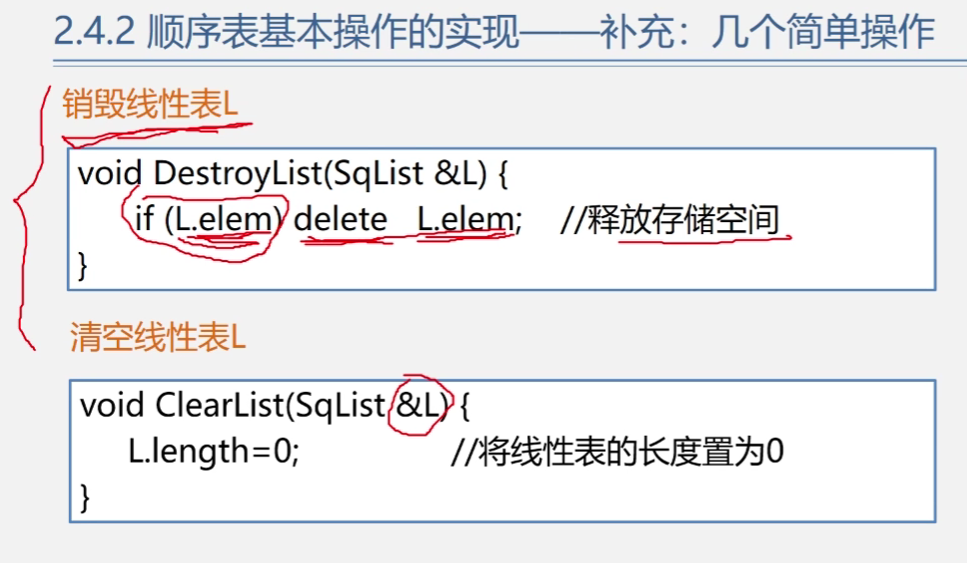 2.4.2 顺序表基本操作的实现——补充：几个简单操作
销毁线性表L
void DestroyList(SqList &L) {
if (L.elem) delete L.elem; //释放存储空间
}
清空线性表L
void ClearList(SqList &L) {
L.length=0; //将线性表的长度置为0
}